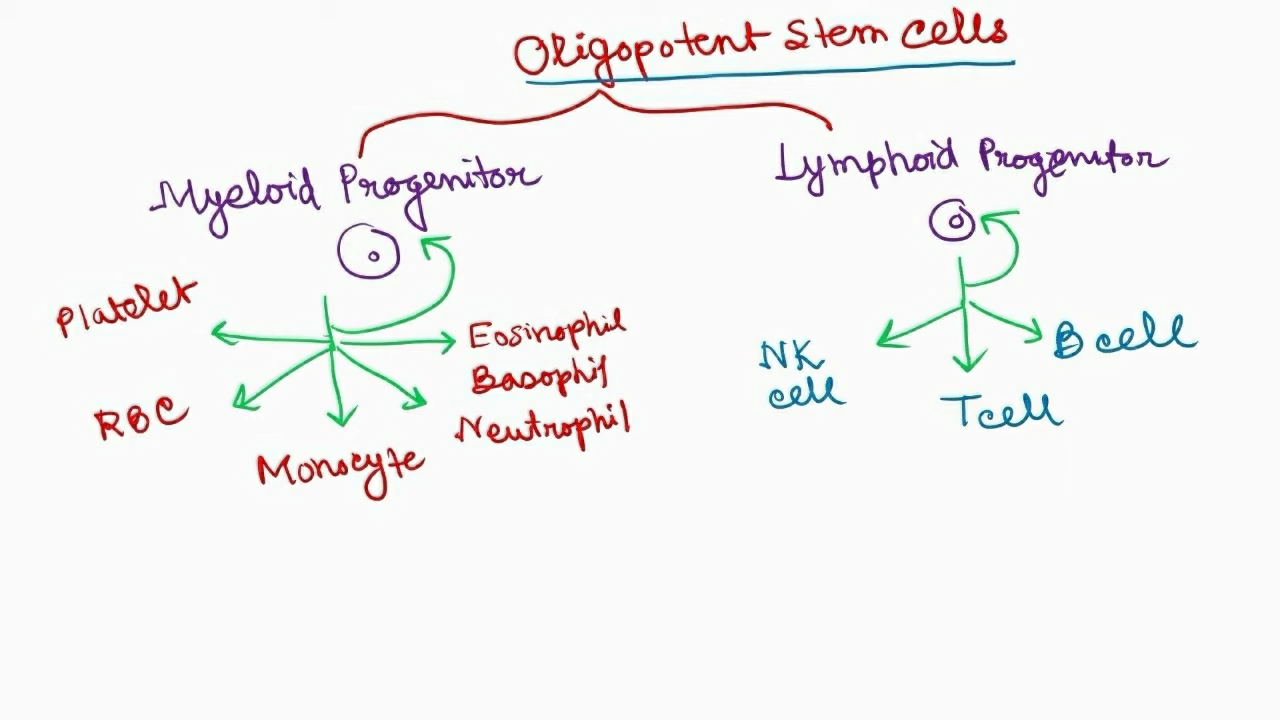 Oligopotent Stem cells
Myeloid Progenitor
Lymphoid Progenitor
Platelet
RBC
Monocyte
Eosinophil
Basophil
Neutrophil
NK
cell
T cell
B cell